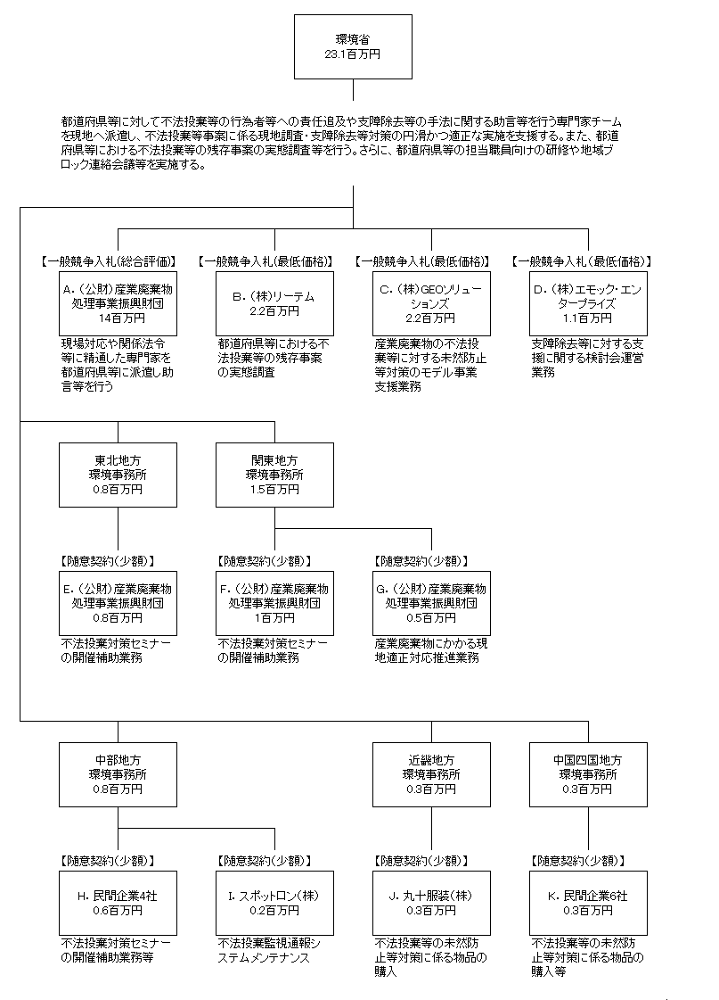 環境省
23.1百万円
都道府県等に対して不法投棄等の行為者等への責任追及や支障除去等の手法に関する助言等を行う専門家チーム
を現地へ派遣し、不法投棄等事案に係る現地調査・支障除去等対策の円滑かつ適正な実施を支援する。また、都道
府県等における不法投棄等の残存事案の実態調査等を行う。さらに、都道府県等の担当職員向けの研修や地域ブ
ロック連絡会議等を実施する。
【一般競争入札(総合評価)】
A．（公財）産業廃棄物
処理事業振興財団
14百万円
現場対応や関係法令
等に精通した専門家を
都道府県等に派遣し助
言等を行う
【一般競争入札(最低価格)】
B．（株）リーテム
2.2百万円
都道府県等における不
法投棄等の残存事案
の実態調査
【一般競争入札(最低価格)】
C．（株）GEOソリュー
ションズ
2.2百万円
産業廃棄物の不法投
棄等に対する未然防止
等対策のモデル事業
支援業務
【一般競争入札（最低価格）】
D．（株）エモック・エン
タープライズ
1.1百万円
支障除去等に対する支
援に関する検討会運営
業務
東北地方
環境事務所
0.8百万円
関東地方
環境事務所
1.5百万円
【随意契約（少額）】
E．（公財）産業廃棄物
処理事業振興財団
0.8百万円
不法投棄対策セミナー
の開催補助業務
【随意契約（少額）】
F．（公財）産業廃棄物
処理事業振興財団
1百万円
不法投棄対策セミナー
の開催補助業務
【随意契約（少額）】
G．（公財）産業廃棄物
処理事業振興財団
0.5百万円
産業廃棄物にかかる現
地適正対応推進業務
中部地方
環境事務所
0.8百万円
近畿地方
環境事務所
0.3百万円
中国四国地方
環境事務所
0.3百万円
【随意契約（少額）】
H．民間企業4社
0.6百万円
不法投棄対策セミナー
の開催補助業務等
【随意契約（少額）】
I．スポットロン（株）
0.2百万円
不法投棄監視通報シ
ステムメンテナンス
【随意契約（少額）】
J．丸十服装（株）
0.3百万円
不法投棄等の未然防
止等対策に係る物品の
購入
【随意契約（少額）】
K．民間企業6社
0.3百万円
不法投棄等の未然防
止等対策に係る物品の
購入等